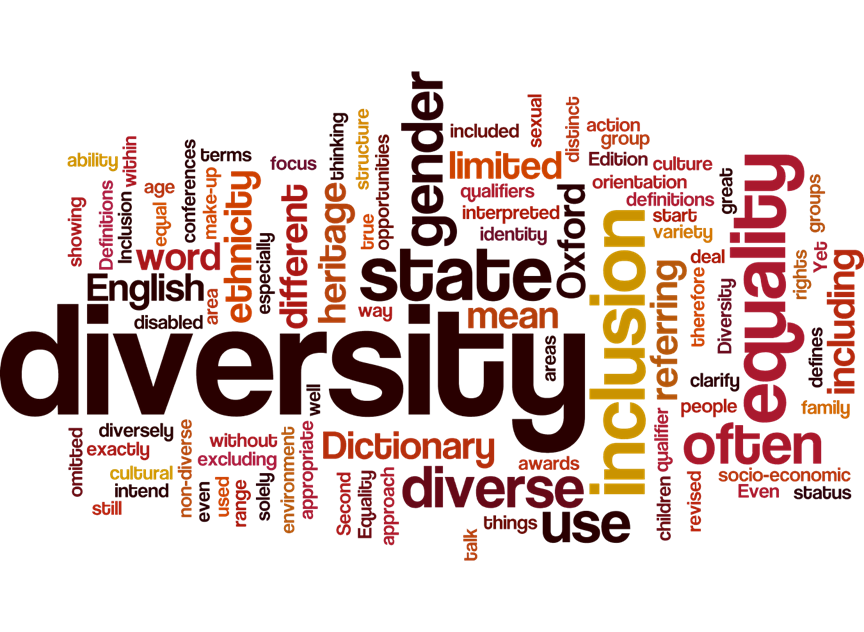 diversity
inclusion
equality
state
gender
diverse
often
use
different
heritage
ethnicity
Oxford
English
word
Dictionary
limited
mean
referring
including
ability
within
conferences
terms
focus
thinking
structure
opportunities
included
sexual
distinct
action
group
Edition
culture
orientation
definitions
start
variety
great
groups
qualifiers
interpreted
identity
showing
Definitions
Inclusion
age
equal
make-up
especially
area
disabled
true
way
areas
deal
therefore
Diversity
rights
Yet
defines
clarify
people
family
well
omitted
diversely
exactly
cultural
intend
still
non-diverse
even
without
excluding
used
range
solely
environment
appropriate
Second
Equality
approach
awards
things
talk
children
qualifier
revised
socio-economic
Even
status